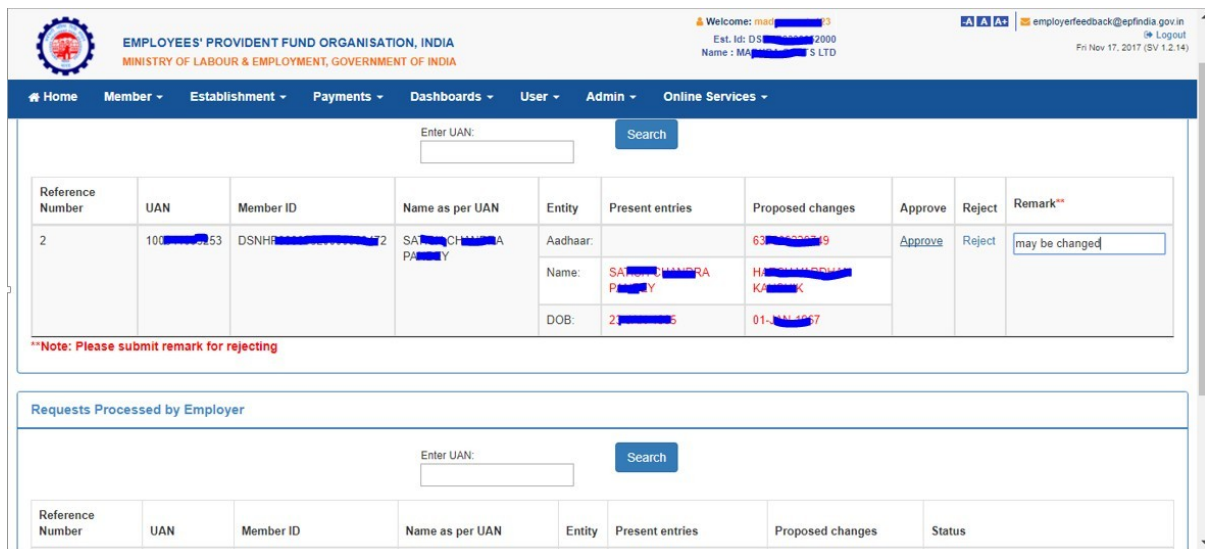 Welcome:
-A A A+
employerfeedback@epfindia.gov.in
Est. Id:
Logout
EMPLOYEES' PROVIDENT FUND ORGANISATION, INDIA
Name : LTD
Fri Nov 17, 2017 (SV 1.2.14)
MINISTRY OF LABOUR & EMPLOYMENT, GOVERNMENT OF INDIA
Home Member Establishment Payments Dashboards User Admin Online Services
Enter UAN:
Search
Reference Number UAN Member ID Name as per UAN Entity Present entries Proposed changes Approve Reject Remark**
2 Aadhaar: Approve Reject may be changed
Name:
DOB:
**Note: Please submit remark for rejecting
Requests Processed by Employer
Enter UAN:
Search
Reference Number UAN Member ID Name as per UAN Entity Present entries Proposed changes Status